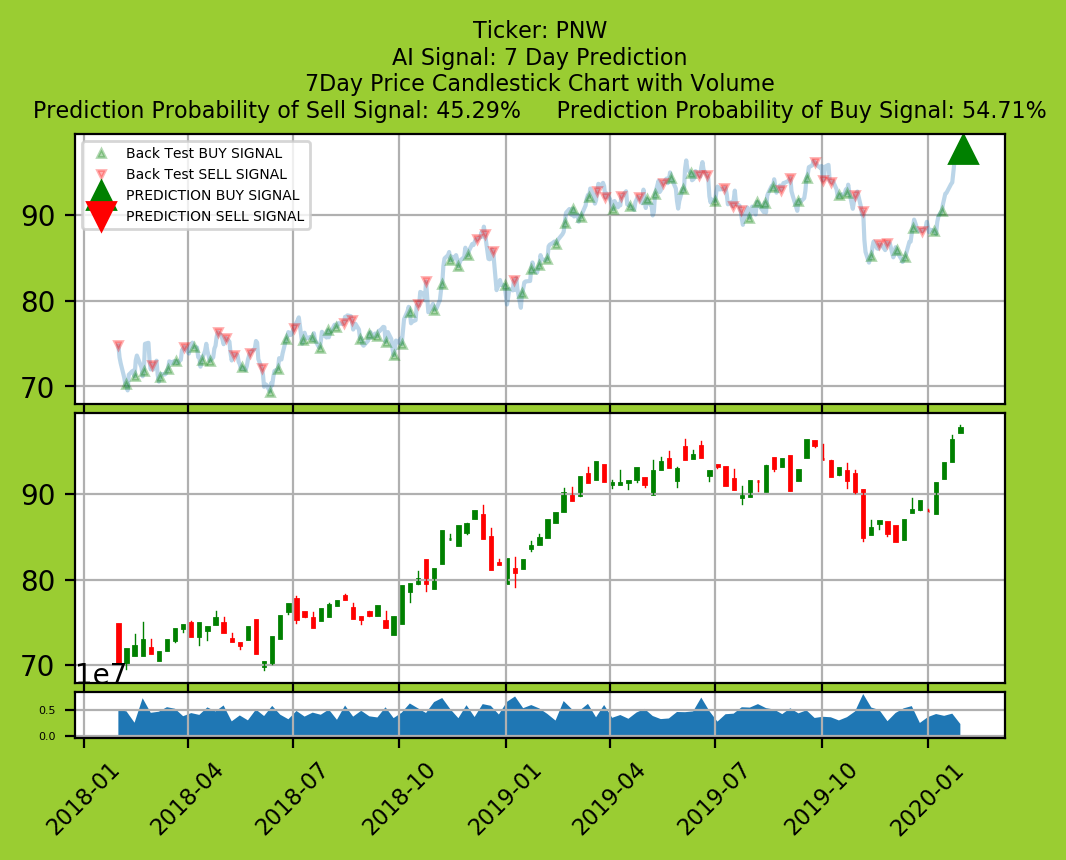 Ticker: PNW
AI Signal: 7 Day Prediction
7Day Price Candlestick Chart with Volume
Prediction Probability of Sell Signal: 45.29%     Prediction Probability of Buy Signal: 54.71%
Back Test BUY SIGNAL
Back Test SELL SIGNAL
PREDICTION BUY SIGNAL
PREDICTION SELL SIGNAL
90
80
70
90
80
70
1e7
0.5
0.0
2018-01
2018-04
2018-07
2018-10
2019-01
2019-04
2019-07
2019-10
2020-01